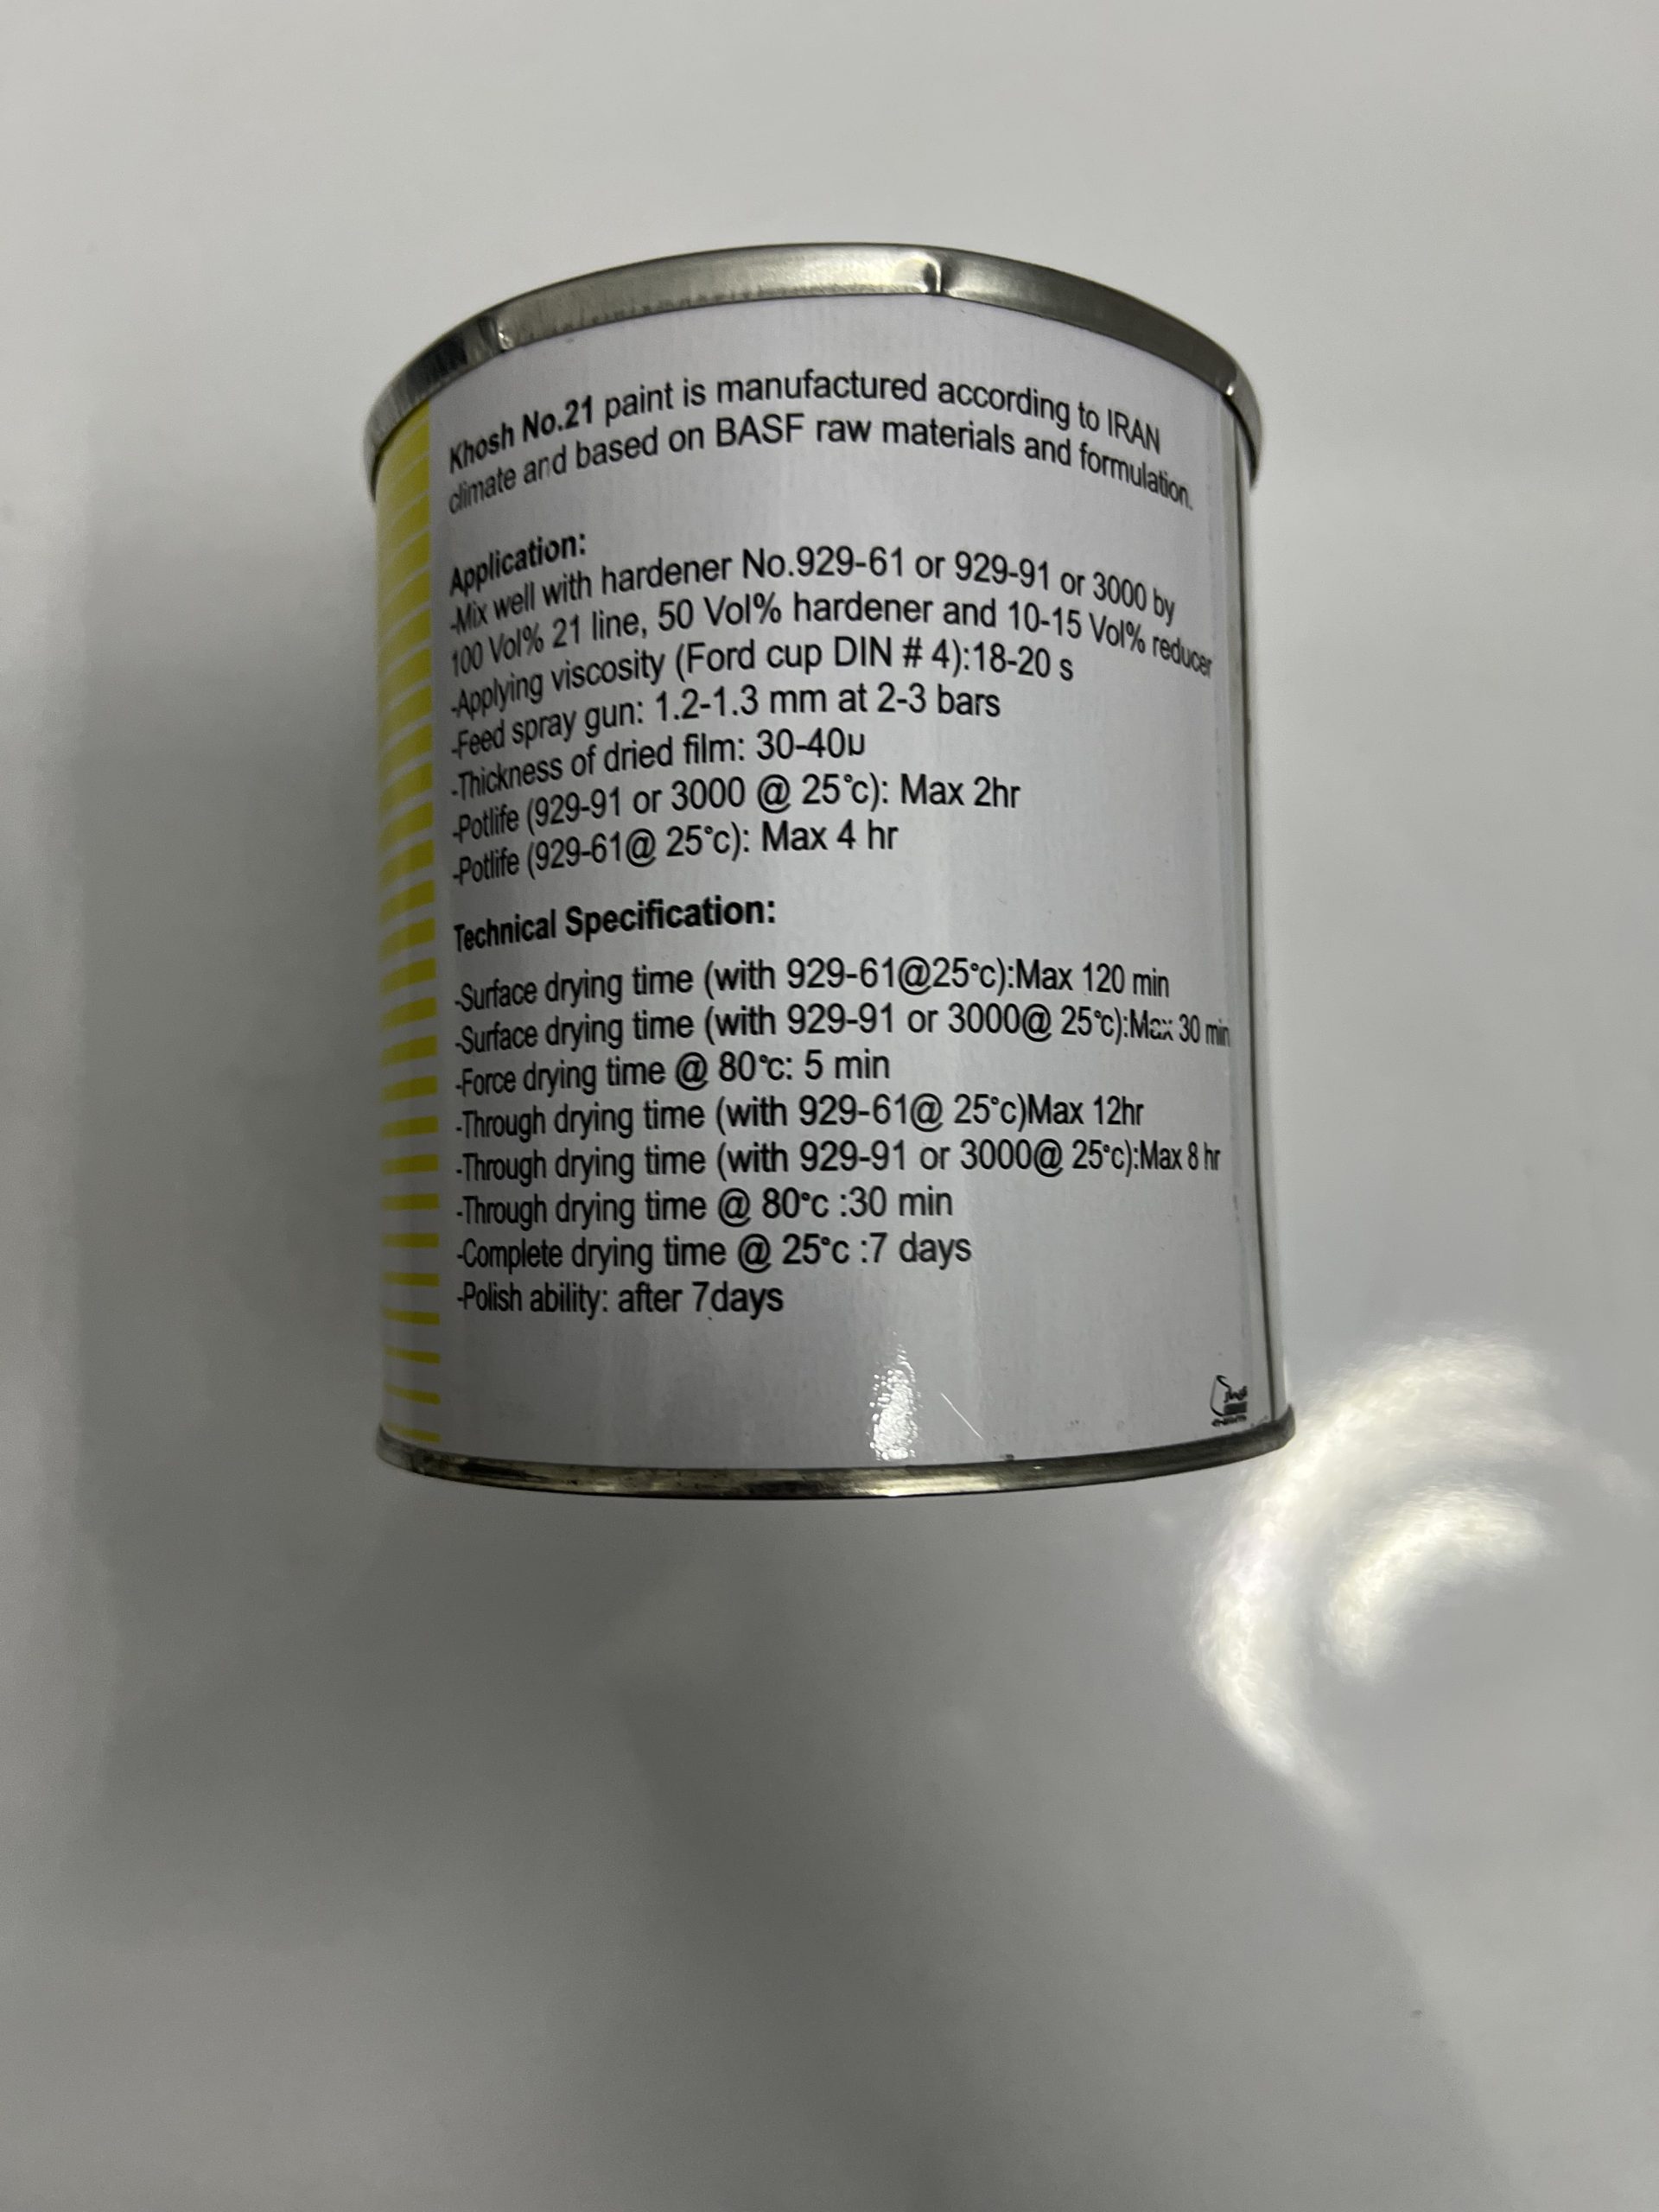 Khosh No.21 paint is manufactured according to IRAN
climate and based on BASF raw materials and formulation.
Application:
-Mix well with hardener No.929-61 or 929-91 or 3000 by
100 Vol% 21 line, 50 Vol% hardener and 10-15 Vol% reducer
-Applying viscosity (Ford cup DIN # 4):18-20 s
-Feed spray gun: 1.2-1.3 mm at 2-3 bars
-Thickness of dried film: 30-40µ
-Potlife (929-91 or 3000 @ 25°c): Max 2hr
-Potlife (929-61@ 25°c): Max 4 hr
Technical Specification:
-Surface drying time (with 929-61@25°c):Max 120 min
-Surface drying time (with 929-91 or 3000@ 25°c):Max 30 min
-Force drying time @ 80°c: 5 min
-Through drying time (with 929-61@ 25°c)Max 12hr
-Through drying time (with 929-91 or 3000@ 25°c):Max 8 hr
-Through drying time @ 80°c :30 min
-Complete drying time @ 25°c :7 days
-Polish ability: after 7days